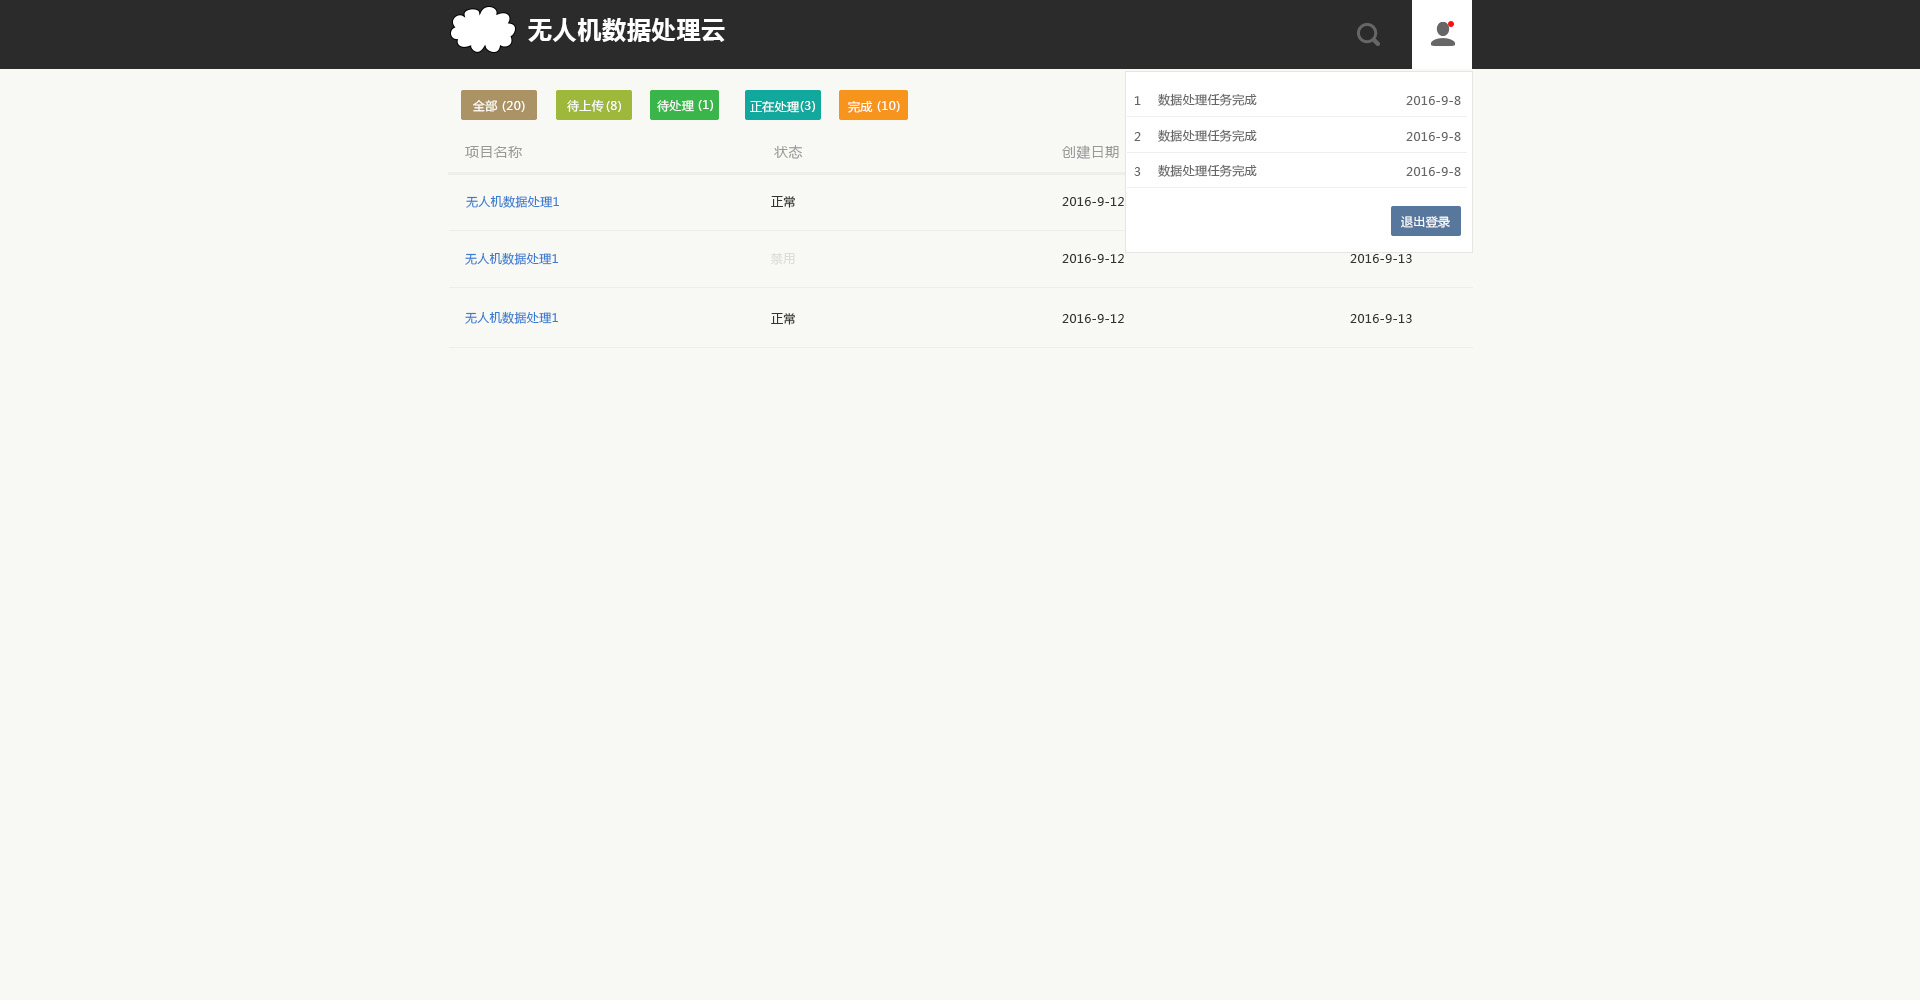 无人机数据处理云
全部 (20) 待上传(8) 待处理 (1) 正在处理(3) 完成 (10)
1 数据处理任务完成 2016-9-8
2 数据处理任务完成 2016-9-8
3 数据处理任务完成 2016-9-8
退出登录
项目名称 状态 创建日期
无人机数据处理1 正常 2016-9-12
无人机数据处理1 禁用 2016-9-12 2016-9-13
无人机数据处理1 正常 2016-9-12 2016-9-13